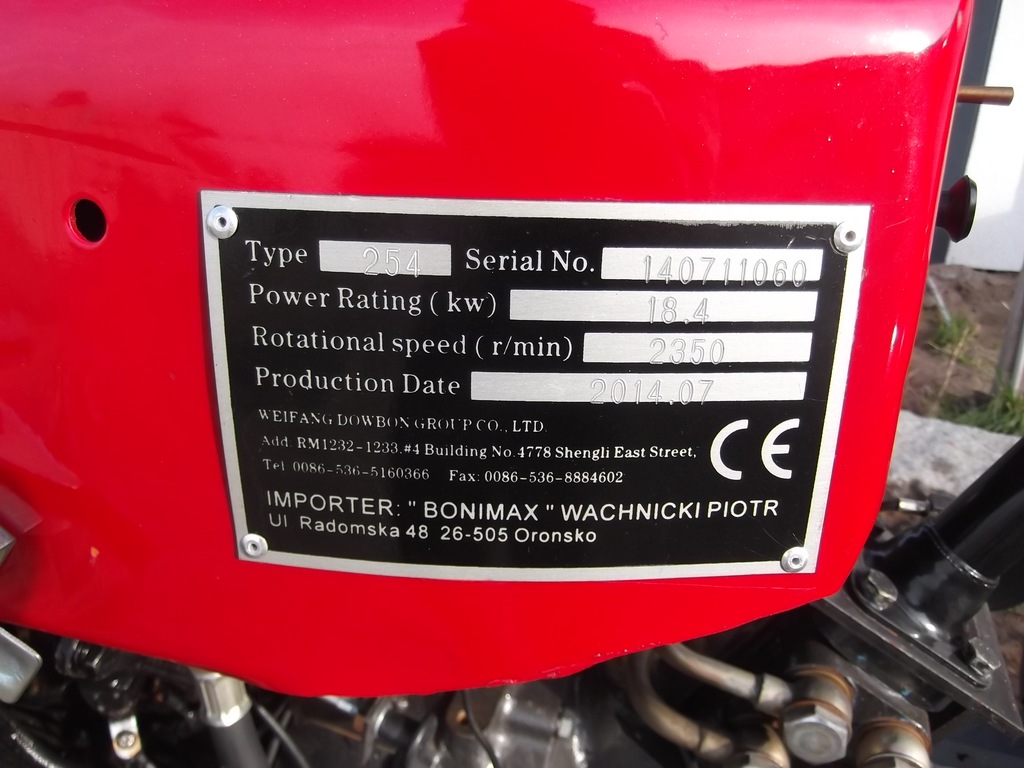 Type 254 Serial No. 140711060
Power Rating ( kw) 18.4
Rotational speed ( r/min) 2350
Production Date 2014.07
WEIFANG DOWBON GROUP CO., LTD.
Add. RM1232-1233.#4 Building No.4778 Shengli East Street,
Tel 0086-536-5160366 Fax: 0086-536-8884602
CE
IMPORTER: " BONIMAX " WACHNICKI PIOTR
Ul Radomska 48 26-505 Oronsko